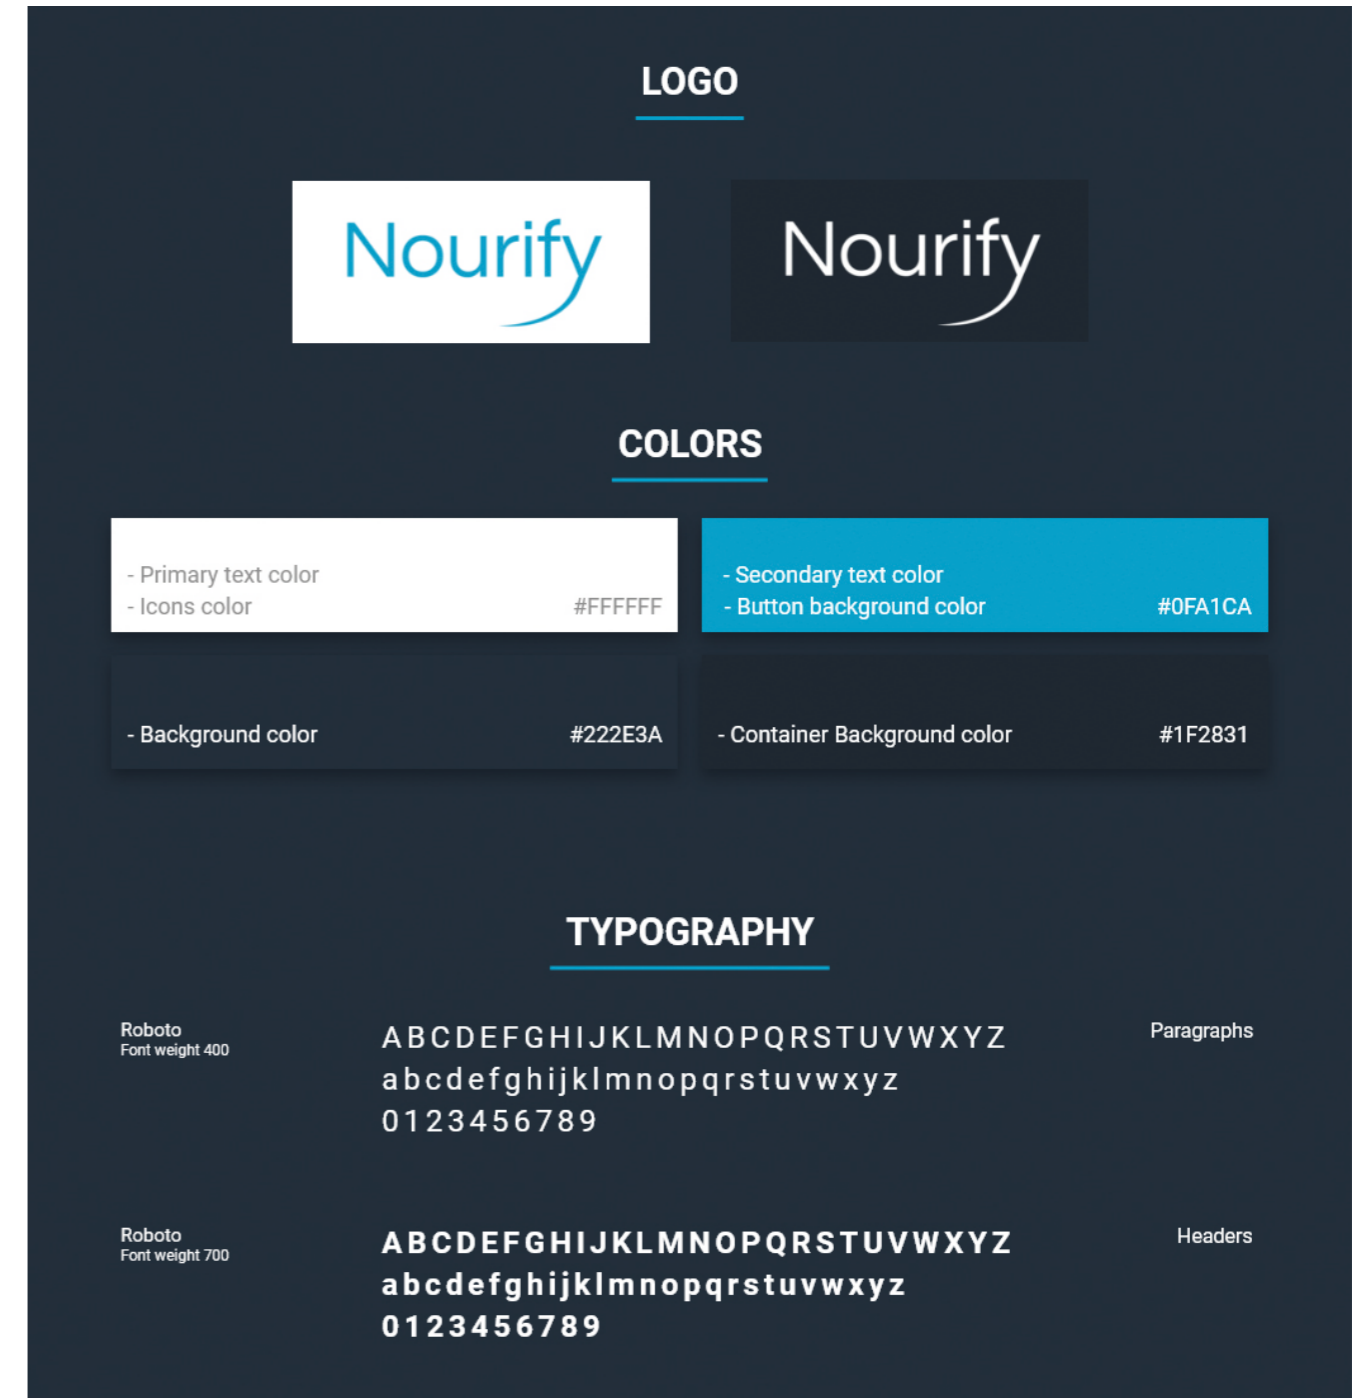 LOGO
Nourify
Nourify
COLORS
- Primary text color
- Icons color
#FFFFFF
- Secondary text color
- Button background color
#0FA1CA
- Background color
#222E3A
- Container Background color
#1F2831
TYPOGRAPHY
Roboto
Font weight 400
ABCDEFGHIJKLMNOPQRSTUVWXYZ
abcdefghijklmnopqrstuvwxyz
0123456789
Paragraphs
Roboto
Font weight 700
ABCDEFGHIJKLMNOPQRSTUVWXYZ
abcdefghijklmnopqrstuvwxyz
0123456789
Headers